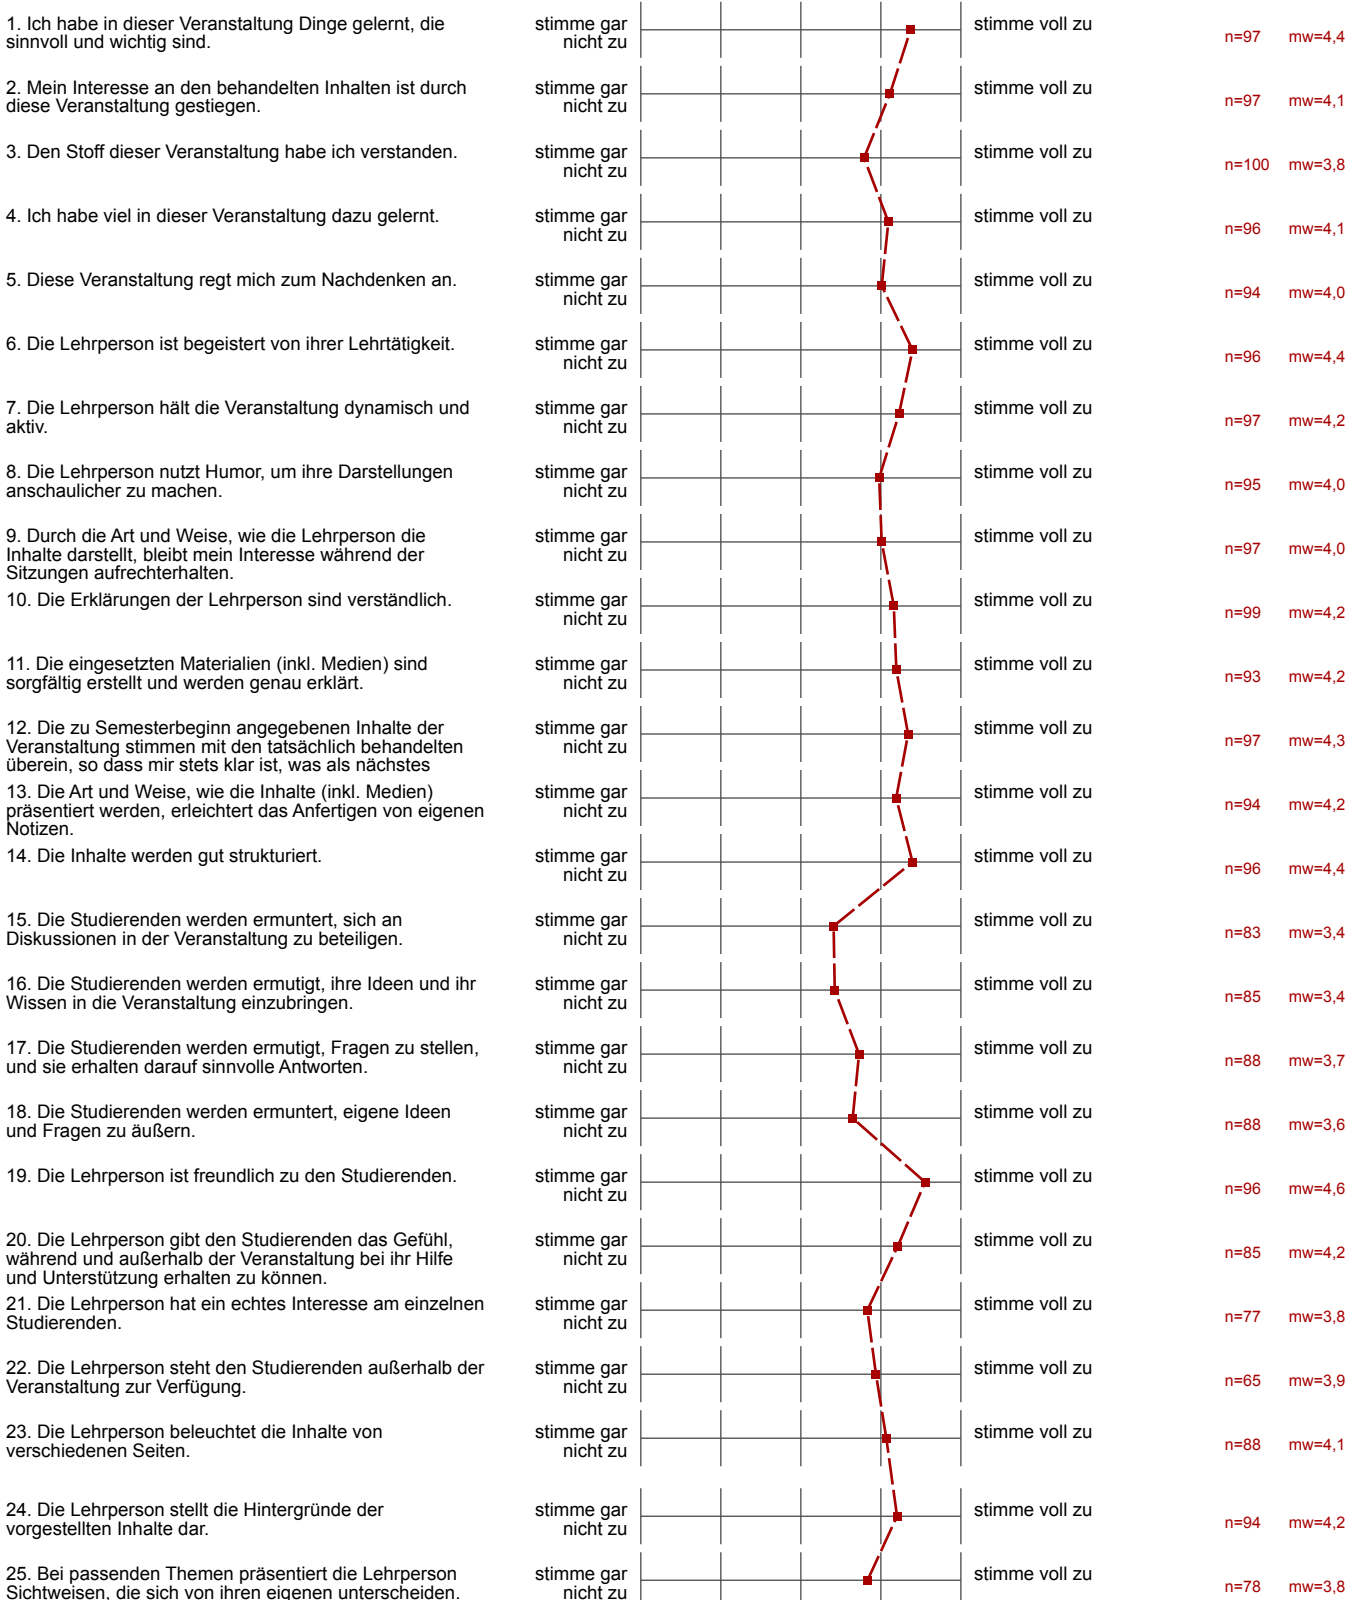 1. Ich habe in dieser Veranstaltung Dinge gelernt, die
sinnvoll und wichtig sind.
stimme gar
nicht zu
stimme voll zu
n=97 mw=4,4
2. Mein Interesse an den behandelten Inhalten ist durch
diese Veranstaltung gestiegen.
stimme gar
nicht zu
stimme voll zu
n=97 mw=4,1
3. Den Stoff dieser Veranstaltung habe ich verstanden.
stimme gar
nicht zu
stimme voll zu
n=100 mw=3,8
4. Ich habe viel in dieser Veranstaltung dazu gelernt.
stimme gar
nicht zu
stimme voll zu
n=96 mw=4,1
5. Diese Veranstaltung regt mich zum Nachdenken an.
stimme gar
nicht zu
stimme voll zu
n=94 mw=4,0
6. Die Lehrperson ist begeistert von ihrer Lehrtätigkeit.
stimme gar
nicht zu
stimme voll zu
n=96 mw=4,4
7. Die Lehrperson hält die Veranstaltung dynamisch und
aktiv.
stimme gar
nicht zu
stimme voll zu
n=97 mw=4,2
8. Die Lehrperson nutzt Humor, um ihre Darstellungen
anschaulicher zu machen.
stimme gar
nicht zu
stimme voll zu
n=95 mw=4,0
9. Durch die Art und Weise, wie die Lehrperson die
Inhalte darstellt, bleibt mein Interesse während der
Sitzungen aufrechterhalten.
stimme gar
nicht zu
stimme voll zu
n=97 mw=4,0
10. Die Erklärungen der Lehrperson sind verständlich.
stimme gar
nicht zu
stimme voll zu
n=99 mw=4,2
11. Die eingesetzten Materialien (inkl. Medien) sind
sorgfältig erstellt und werden genau erklärt.
stimme gar
nicht zu
stimme voll zu
n=93 mw=4,2
12. Die zu Semesterbeginn angegebenen Inhalte der
Veranstaltung stimmen mit den tatsächlich behandelten
überein, so dass mir stets klar ist, was als nächstes
stimme gar
nicht zu
stimme voll zu
n=97 mw=4,3
13. Die Art und Weise, wie die Inhalte (inkl. Medien)
präsentiert werden, erleichtert das Anfertigen von eigenen
Notizen.
stimme gar
nicht zu
stimme voll zu
n=94 mw=4,2
14. Die Inhalte werden gut strukturiert.
stimme gar
nicht zu
stimme voll zu
n=96 mw=4,4
15. Die Studierenden werden ermuntert, sich an
Diskussionen in der Veranstaltung zu beteiligen.
stimme gar
nicht zu
stimme voll zu
n=83 mw=3,4
16. Die Studierenden werden ermutigt, ihre Ideen und ihr
Wissen in die Veranstaltung einzubringen.
stimme gar
nicht zu
stimme voll zu
n=85 mw=3,4
17. Die Studierenden werden ermutigt, Fragen zu stellen,
und sie erhalten darauf sinnvolle Antworten.
stimme gar
nicht zu
stimme voll zu
n=88 mw=3,7
18. Die Studierenden werden ermuntert, eigene Ideen
und Fragen zu äußern.
stimme gar
nicht zu
stimme voll zu
n=88 mw=3,6
19. Die Lehrperson ist freundlich zu den Studierenden.
stimme gar
nicht zu
stimme voll zu
n=96 mw=4,6
20. Die Lehrperson gibt den Studierenden das Gefühl,
während und außerhalb der Veranstaltung bei ihr Hilfe
und Unterstützung erhalten zu können.
stimme gar
nicht zu
stimme voll zu
n=85 mw=4,2
21. Die Lehrperson hat ein echtes Interesse am einzelnen
Studierenden.
stimme gar
nicht zu
stimme voll zu
n=77 mw=3,8
22. Die Lehrperson steht den Studierenden außerhalb der
Veranstaltung zur Verfügung.
stimme gar
nicht zu
stimme voll zu
n=65 mw=3,9
23. Die Lehrperson beleuchtet die Inhalte von
verschiedenen Seiten.
stimme gar
nicht zu
stimme voll zu
n=88 mw=4,1
24. Die Lehrperson stellt die Hintergründe der
vorgestellten Inhalte dar.
stimme gar
nicht zu
stimme voll zu
n=94 mw=4,2
25. Bei passenden Themen präsentiert die Lehrperson
Sichtweisen, die sich von ihren eigenen unterscheiden.
stimme gar
nicht zu
stimme voll zu
n=78 mw=3,8